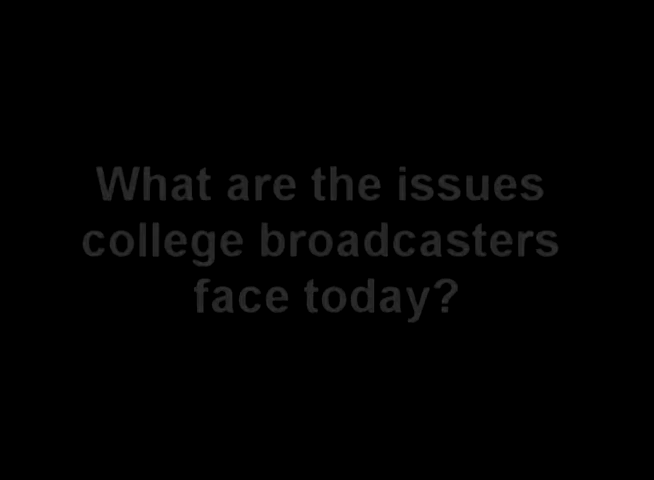 What are the issues
college broadcasters
face today?